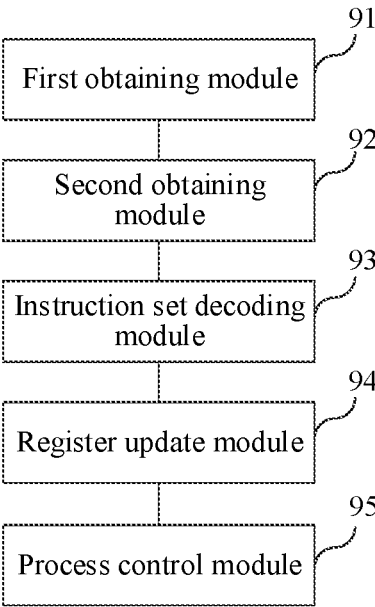 91
First obtaining module
92
Second obtaining
module
93
Instruction set decoding
module
94
Register update module
95
Process control module